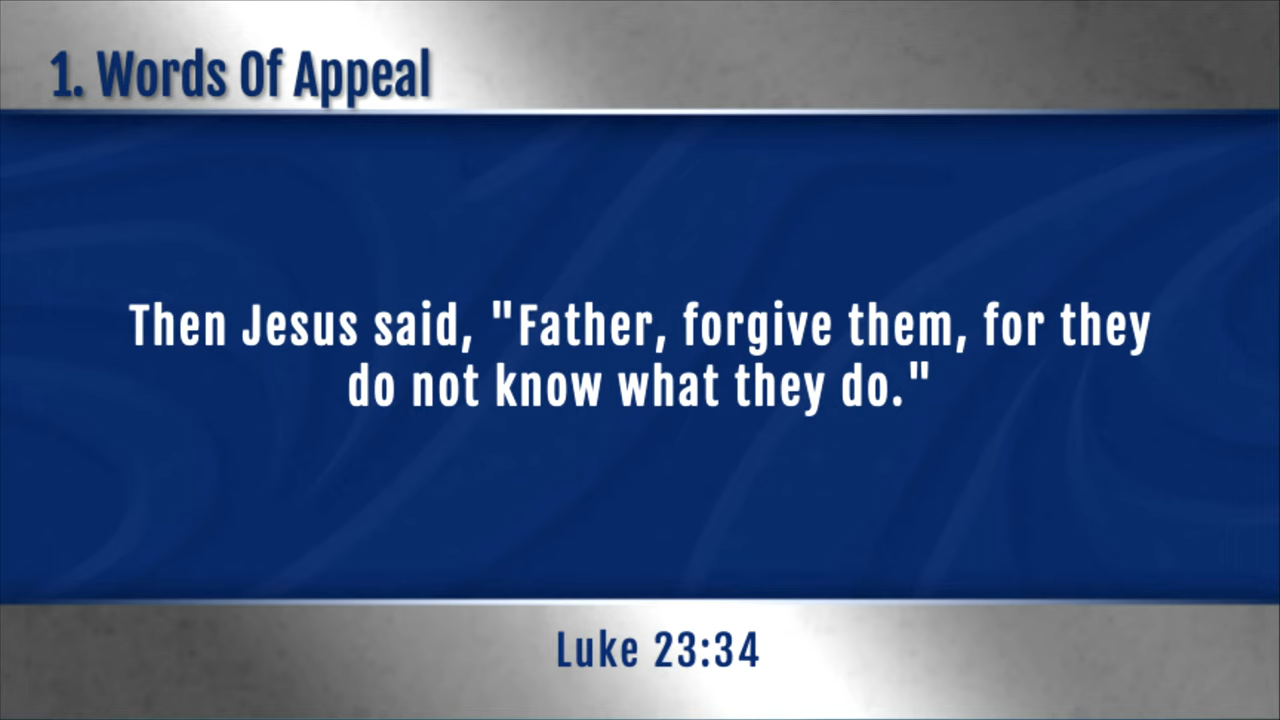 1. Words Of Appeal
Then Jesus said, "Father, forgive them, for they
do not know what they do."
Luke 23:34